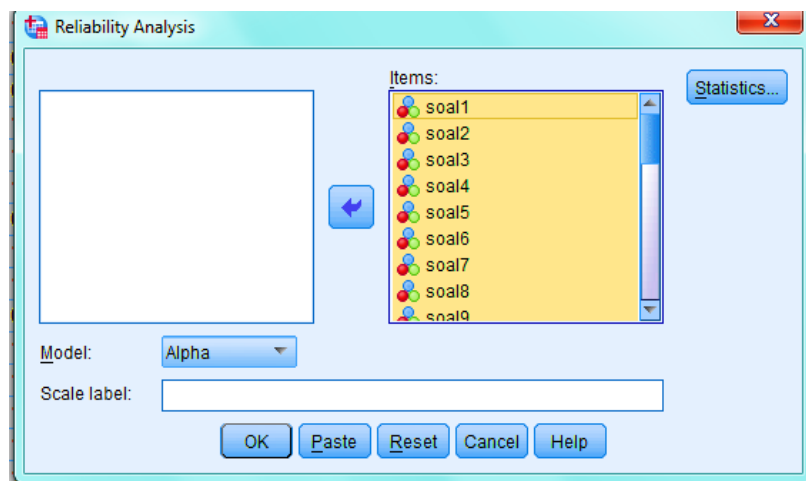 Reliability Analysis
Items:
Statistics...
soal1
soal2
soal3
soal4
soal5
soal6
soal7
soal8
soal9
Model:
Alpha
Scale label:
OK Paste Reset Cancel Help